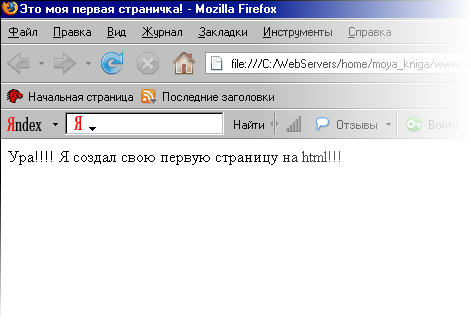 Это моя первая страничка! - Mozilla Firefox
Файл Правка Вид Журнал Закладки Инструменты Справка
file:///C:/WebServers/home/moya_kniga/www/
Начальная страница Последние заголовки
Яndex Я Найти Отзывы Войти
Ура!!!! Я создал свою первую страницу на html!!!